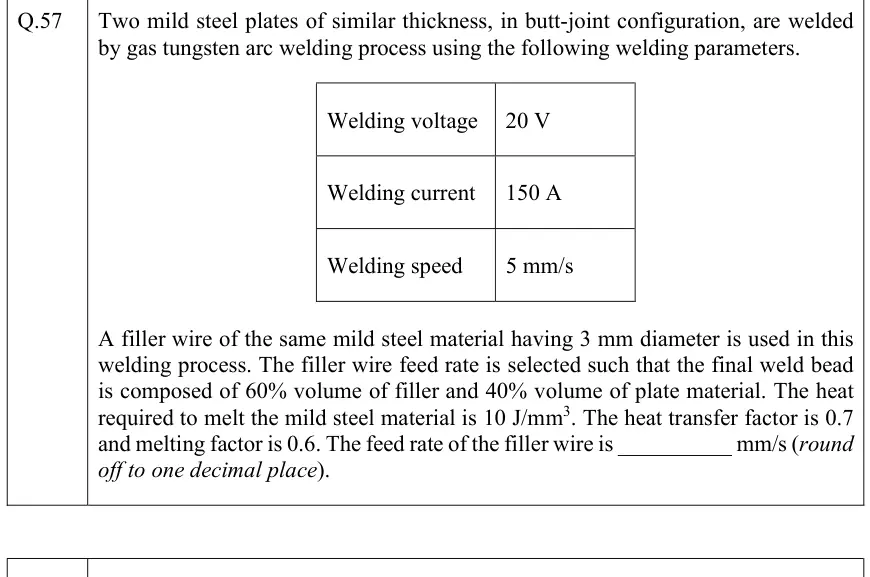 Q.57 Two mild steel plates of similar thickness, in butt-joint configuration, are welded
by gas tungsten arc welding process using the following welding parameters.
Welding voltage 20 V
Welding current 150 A
Welding speed 5 mm/s
A filler wire of the same mild steel material having 3 mm diameter is used in this
welding process. The filler wire feed rate is selected such that the final weld bead
is composed of 60% volume of filler and 40% volume of plate material. The heat
required to melt the mild steel material is 10 J/mm³. The heat transfer factor is 0.7
and melting factor is 0.6. The feed rate of the filler wire is __________ mm/s (round
off to one decimal place).